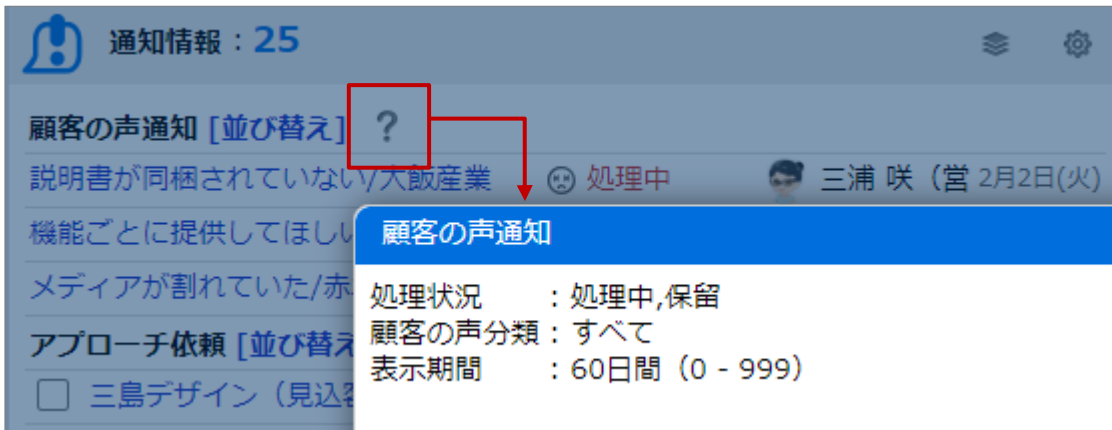 通知情報：25
顧客の声通知 [並び替え] ?
説明書が同梱されていない/大飯産業 処理中 三浦 咲（営 2月2日(火)
機能ごとに提供してほしい
メディアが割れていた/赤
アプローチ依頼 [並び替え
三島デザイン（見込客
顧客の声通知
処理状況　　：処理中,保留
顧客の声分類：すべて
表示期間　　：60日間（0 - 999）